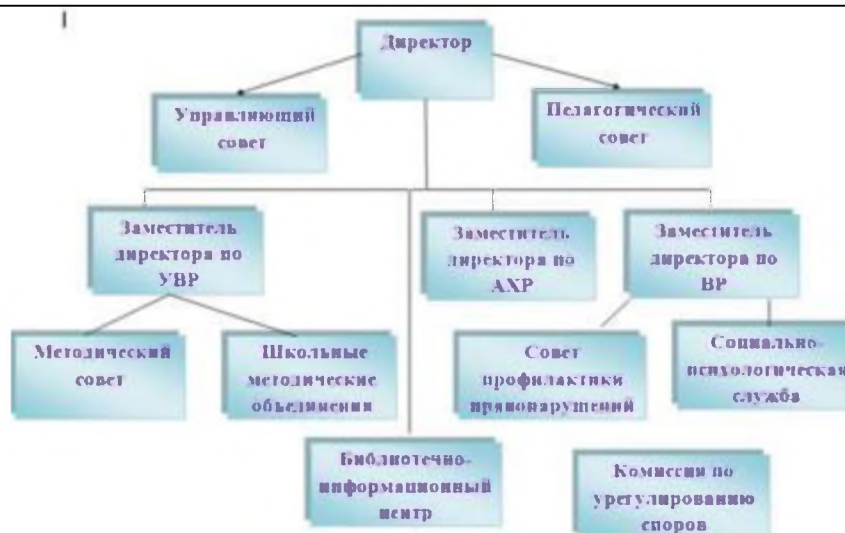 Директор
Управляющий
совет
Педагогический
совет
Заместитель
директора по
УВР
Заместитель
директора по
АХР
Заместитель
директора по
ВР
Методический
совет
Школьные
методические
объединения
Совет
профилактики
правонарушений
Социально-
психологическая
служба
Библиотечно-
информационный
центр
Комиссия по
урегулированию
споров